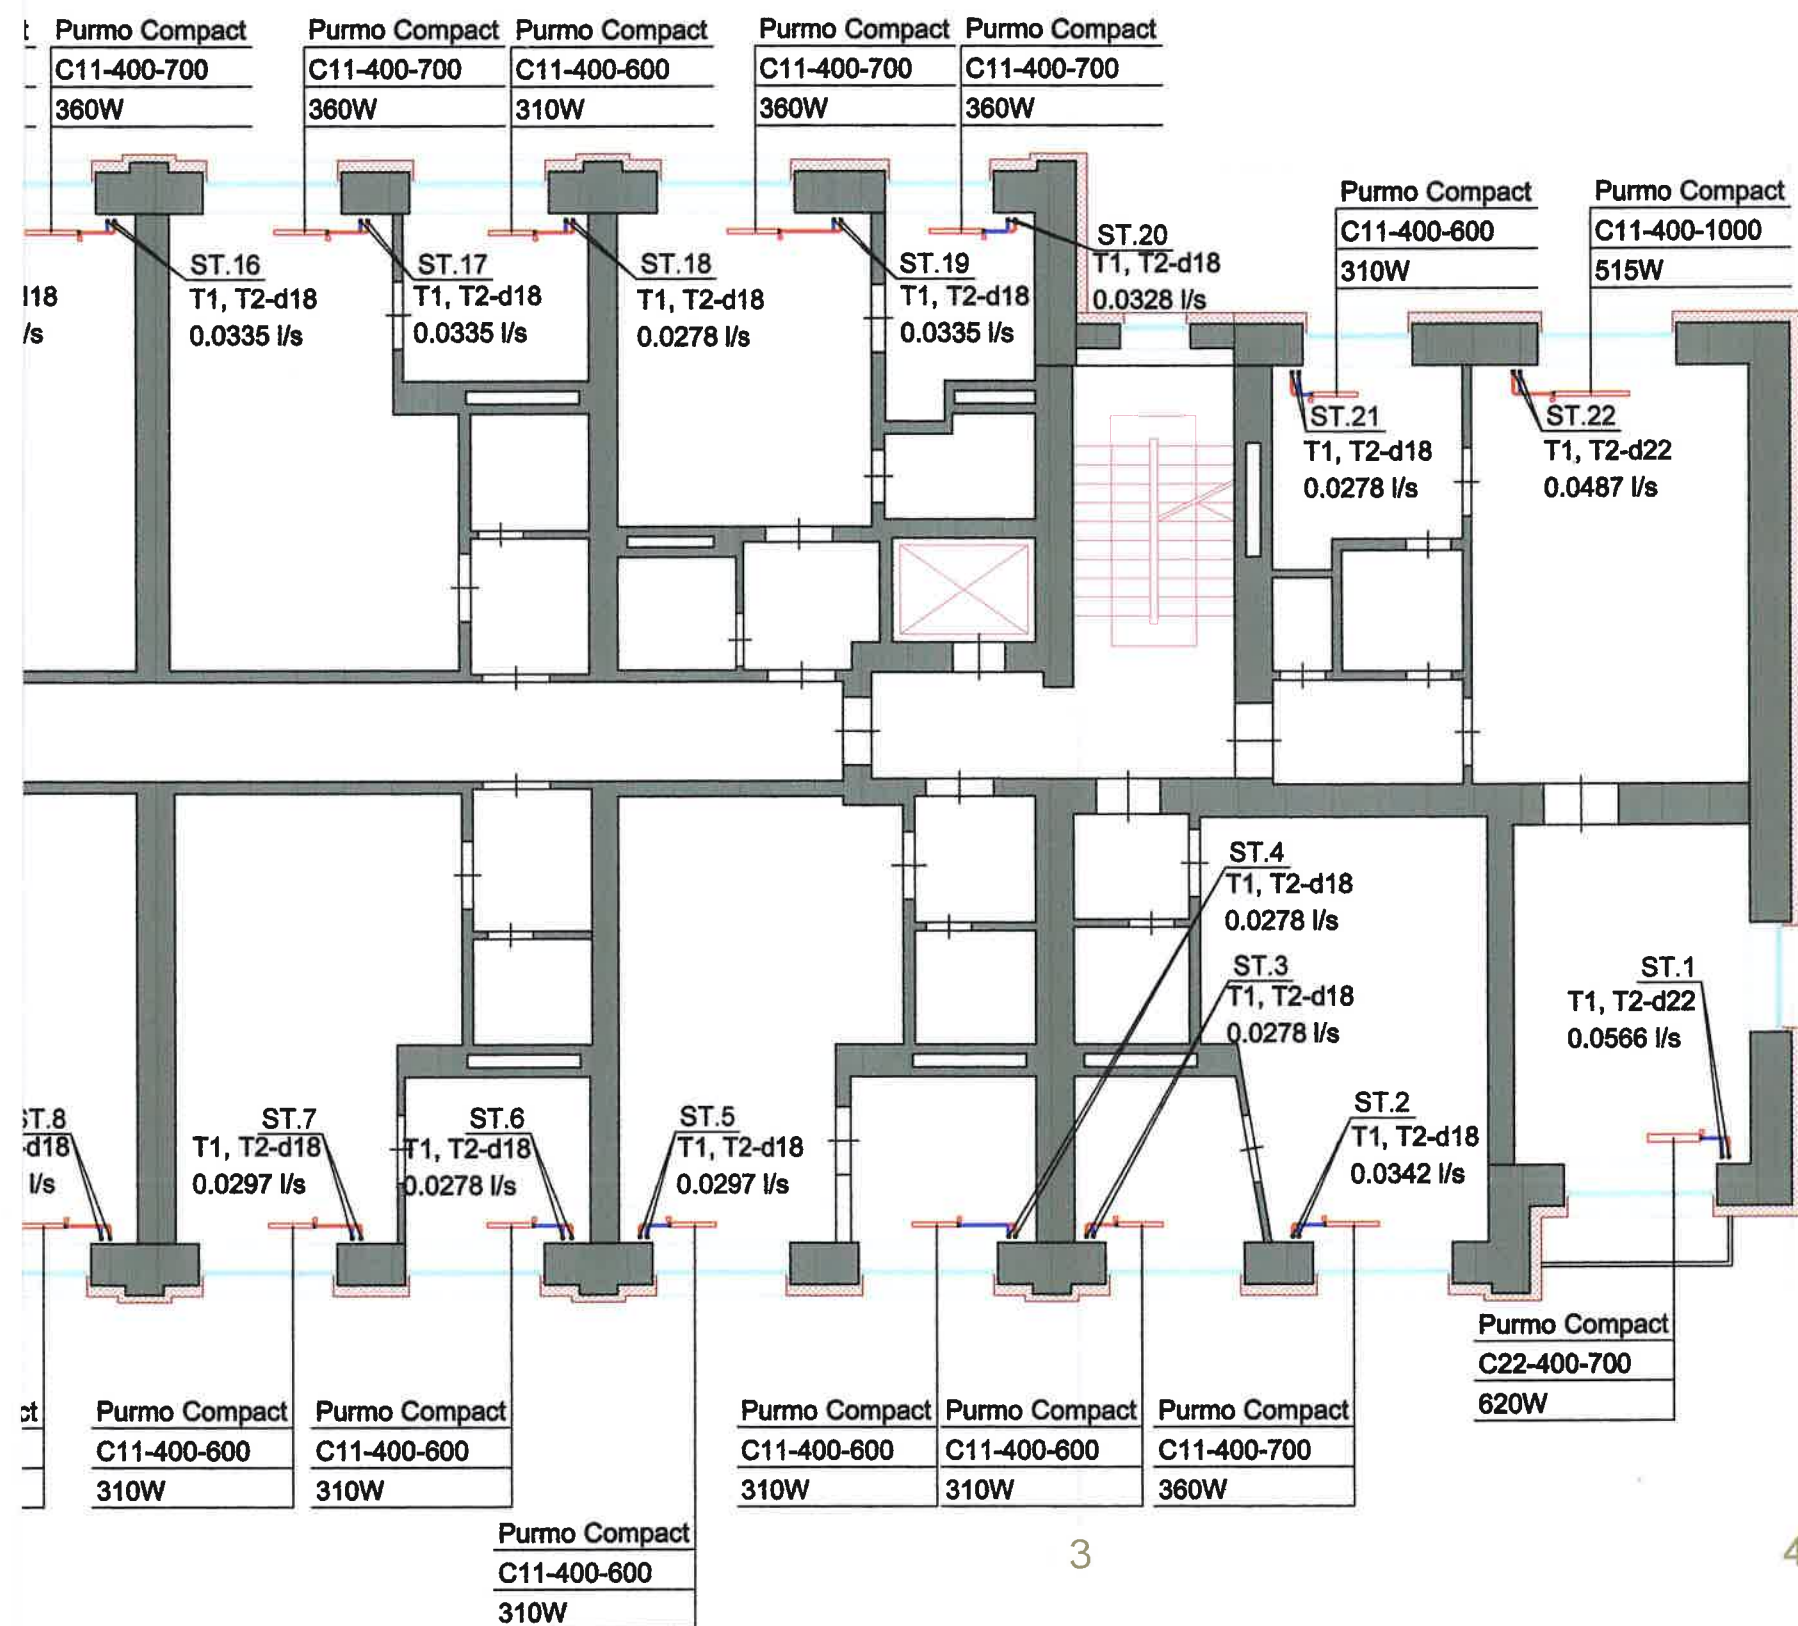 t
Purmo Compact
C11-400-700
360W
Purmo Compact
C11-400-700
360W
Purmo Compact
C11-400-600
310W
Purmo Compact
C11-400-700
360W
Purmo Compact
C11-400-700
360W
Purmo Compact
C11-400-600
310W
Purmo Compact
C11-400-1000
515W
l18
/s
ST.16
T1, T2-d18
0.0335 l/s
ST.17
T1, T2-d18
0.0335 l/s
ST.18
T1, T2-d18
0.0278 l/s
ST.19
T1, T2-d18
0.0335 l/s
ST.20
T1, T2-d18
0.0328 l/s
ST.21
T1, T2-d18
0.0278 l/s
ST.22
T1, T2-d22
0.0487 l/s
ST.4
T1, T2-d18
0.0278 l/s
ST.3
T1, T2-d18
0.0278 l/s
ST.1
T1, T2-d22
0.0566 l/s
ST.8
-d18
l/s
ST.7
T1, T2-d18
0.0297 l/s
ST.6
T1, T2-d18
0.0278 l/s
ST.5
T1, T2-d18
0.0297 l/s
ST.2
T1, T2-d18
0.0342 l/s
Purmo Compact
C22-400-700
620W
ct
Purmo Compact
C11-400-600
310W
Purmo Compact
C11-400-600
310W
Purmo Compact
C11-400-600
310W
Purmo Compact
C11-400-600
310W
Purmo Compact
C11-400-700
360W
Purmo Compact
C11-400-600
310W
3
4